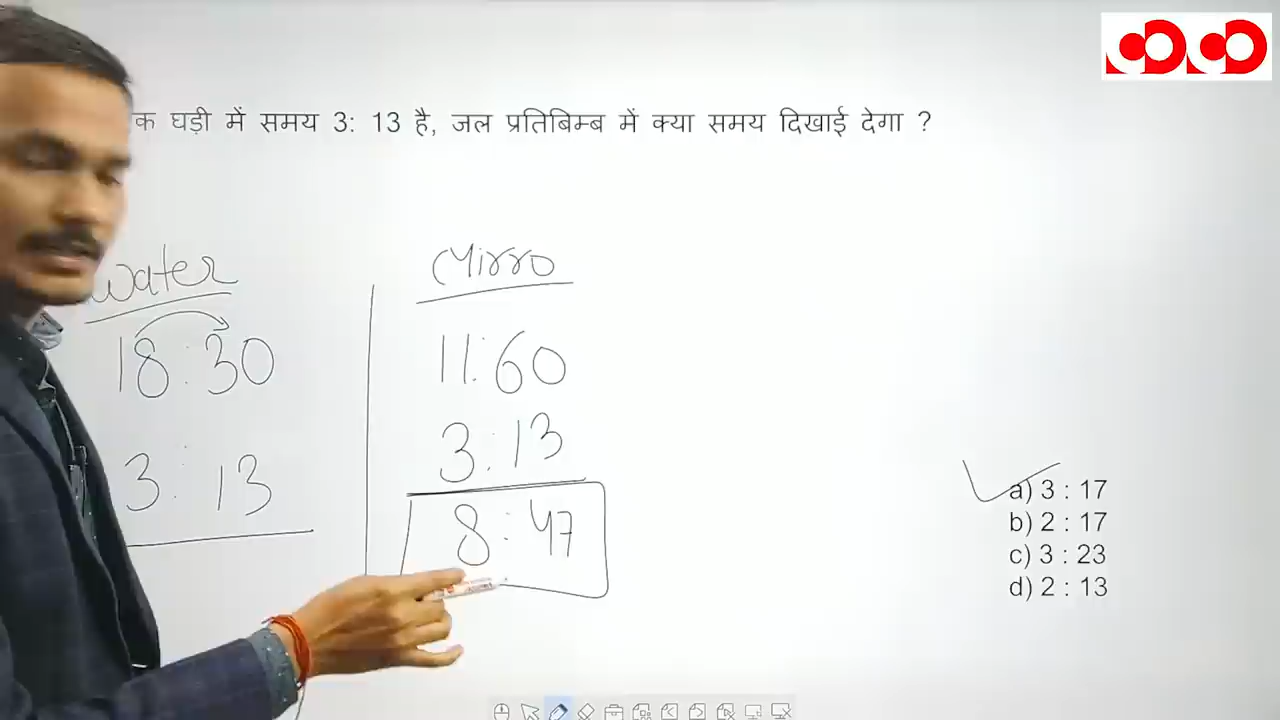 क घड़ी में समय 3: 13 है, जल प्रतिबिम्ब में क्या समय दिखाई देगा ?
water
18:30
3: 13
Mirro
11:60
3:13
8:47
a) 3 : 17
b) 2 : 17
c) 3 : 23
d) 2 : 13